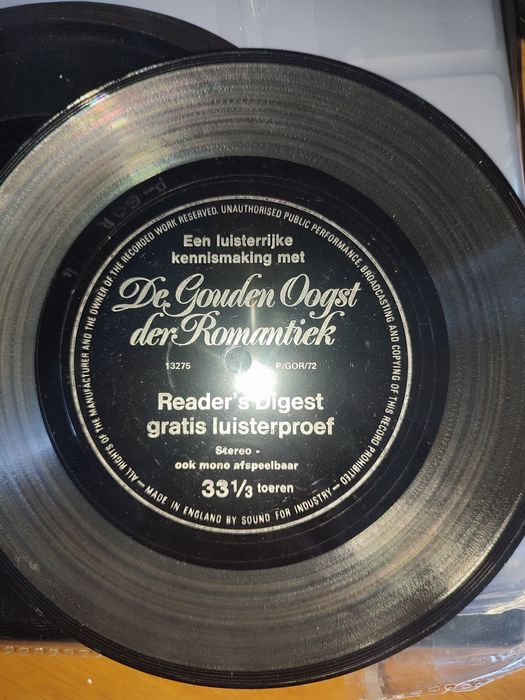 ALL RIGHTS OF THE MANUFACTURER AND THE OWNER OF THE RECORDED WORK RESERVED. UNAUTHORISED PUBLIC PERFORMANCE, BROADCASTING AND COPYING OF THIS RECORD PROHIBITED
Een luisterrijke
kennismaking met
De Gouden Oogst
der Romantiek
13275 P/GOR/72
Reader's Digest
gratis luisterproef
Stereo -
ook mono afspeelbaar
33 1/3 toeren
MADE IN ENGLAND BY SOUND FOR INDUSTRY